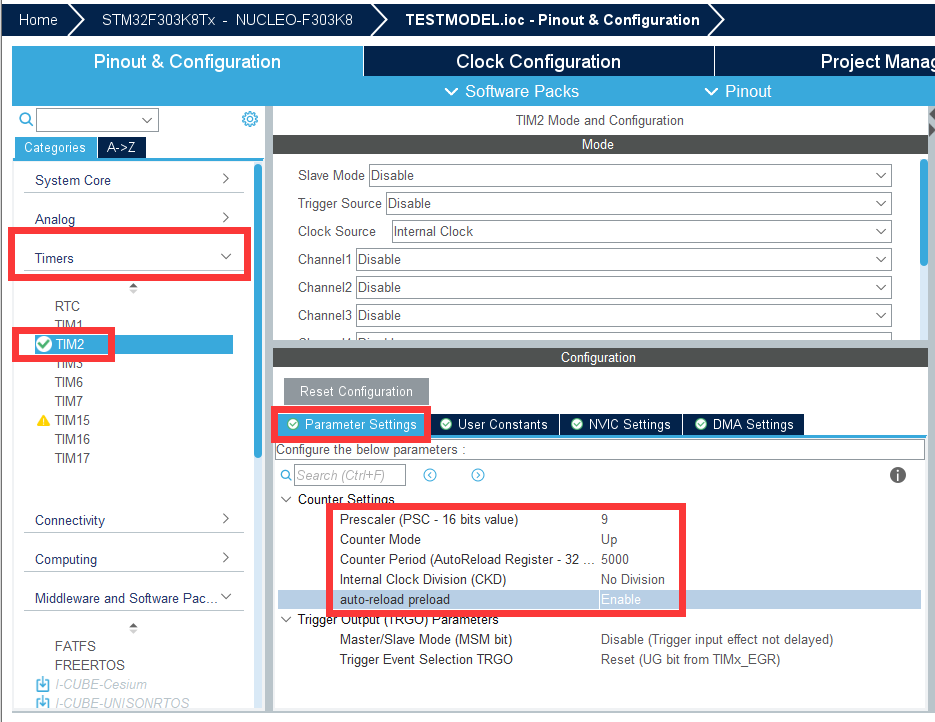 Home STM32F303K8Tx - NUCLEO-F303K8 TESTMODEL.ioc - Pinout & Configuration
Pinout & Configuration Clock Configuration Project Manag
Software Packs Pinout
TIM2 Mode and Configuration
Categories A->Z
Mode
System Core
Analog
Timers
RTC
TIM1
TIM2
TIM3
TIM6
TIM7
TIM15
TIM16
TIM17
Connectivity
Computing
Middleware and Software Pac...
FATFS
FREERTOS
I-CUBE-Cesium
I-CUBE-UNISONRTOS
Slave Mode Disable
Trigger Source Disable
Clock Source Internal Clock
Channel1 Disable
Channel2 Disable
Channel3 Disable
Configuration
Reset Configuration
Parameter Settings User Constants NVIC Settings DMA Settings
Configure the below parameters :
Search (Ctrl+F)
Counter Settings
Prescaler (PSC - 16 bits value) 9
Counter Mode Up
Counter Period (AutoReload Register - 32 ... 5000
Internal Clock Division (CKD) No Division
auto-reload preload Enable
Trigger Output (TRGO) Parameters
Master/Slave Mode (MSM bit) Disable (Trigger input effect not delayed)
Trigger Event Selection TRGO Reset (UG bit from TIMx_EGR)